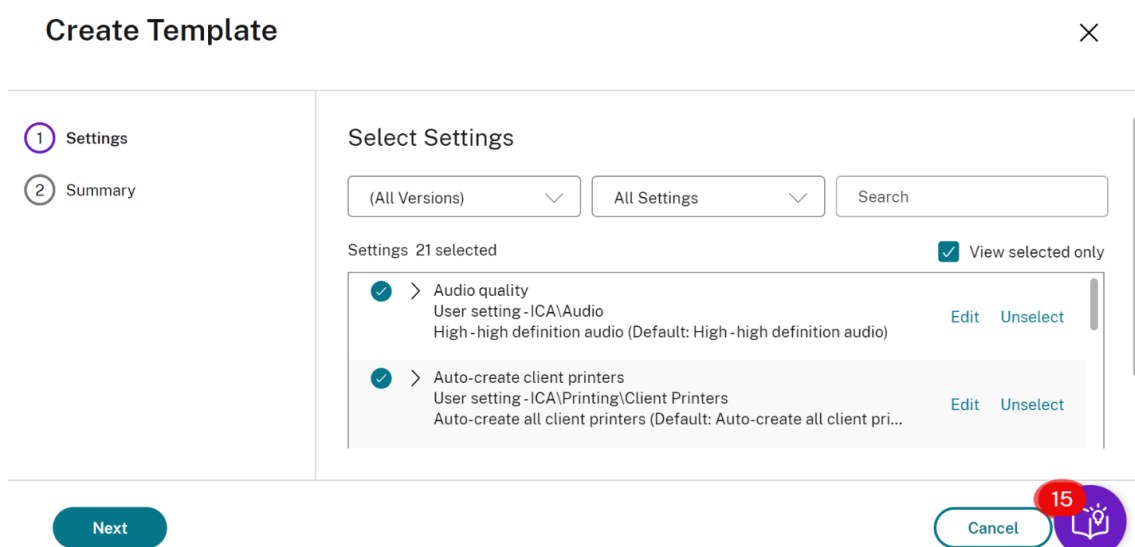 Create Template
1 Settings
2 Summary
Select Settings
(All Versions) All Settings Search
Settings 21 selected View selected only
Audio quality
User setting - ICA\Audio
High - high definition audio (Default: High - high definition audio)
Edit Unselect
Auto-create client printers
User setting - ICA\Printing\Client Printers
Auto-create all client printers (Default: Auto-create all client pri...
Edit Unselect
Next Cancel 15